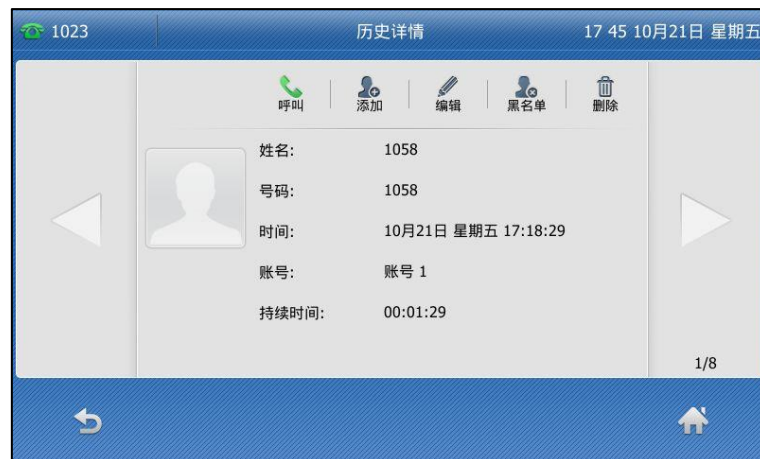 1023 历史详情 17 45 10月21日 星期五
呼叫 添加 编辑 黑名单 删除
姓名: 1058
号码: 1058
时间: 10月21日 星期五 17:18:29
账号: 账号 1
持续时间: 00:01:29
1/8